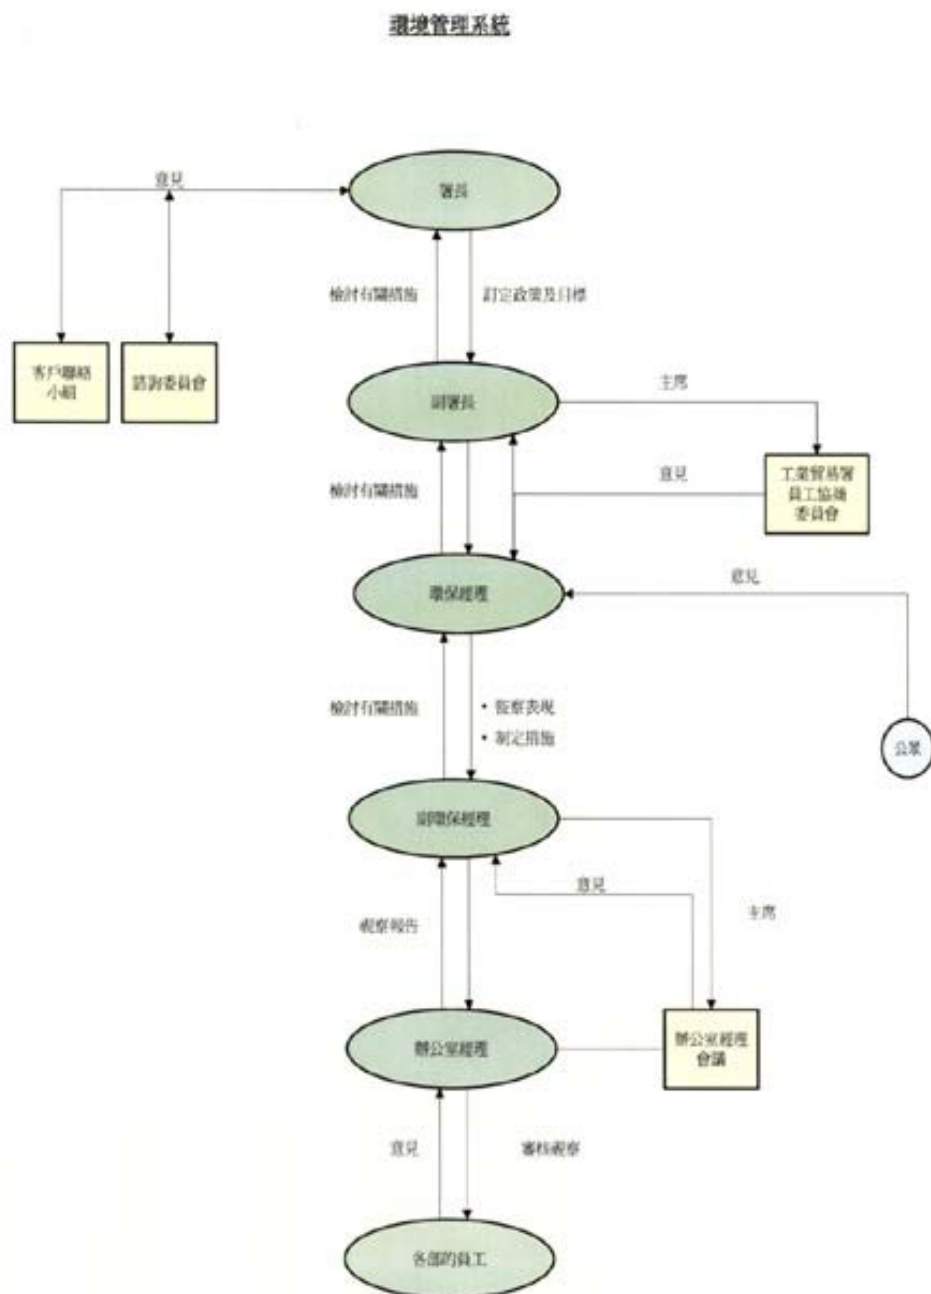 環境管理系統
意見
署長
檢討有關措施
訂定政策及目標
客戶聯絡
小組
諮詢委員會
副署長
主席
檢討有關措施
意見
工業貿易署
員工協商
委員會
環保經理
意見
檢討有關措施
• 監察表現
• 制定措施
公眾
副環保經理
意見
主席
視察報告
辦公室經理
辦公室經理
會議
意見
審核視察
各部的員工